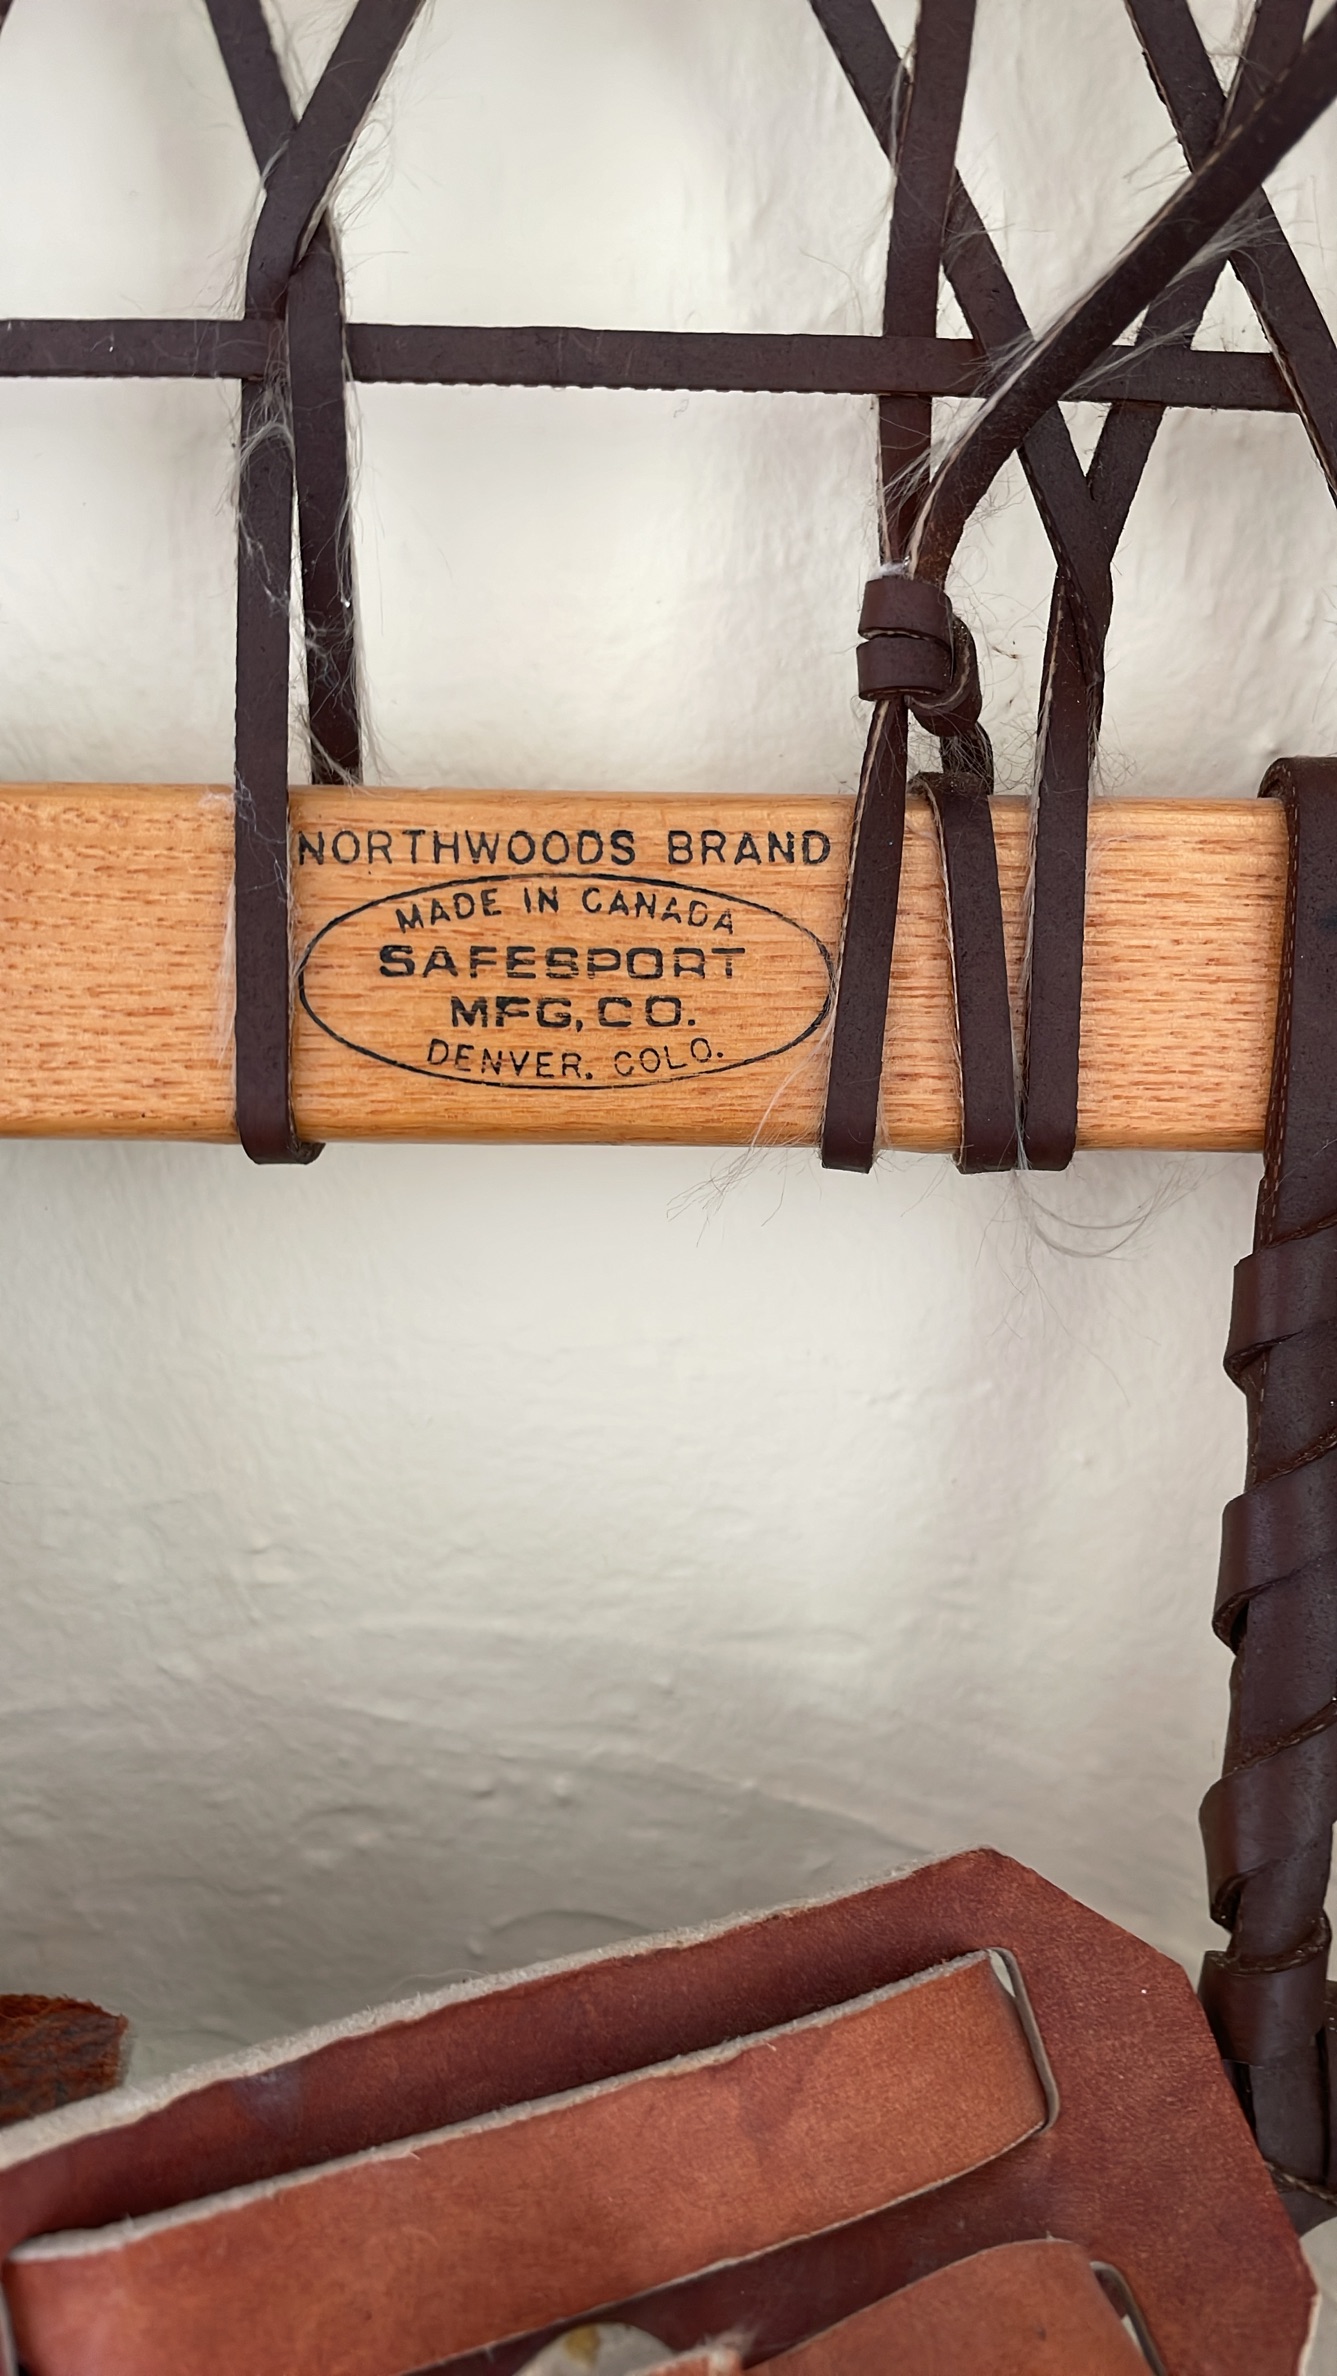 NORTHWOODS BRAND
MADE IN CANADA
SAFESPORT
MFG, CO.
DENVER. COLO.